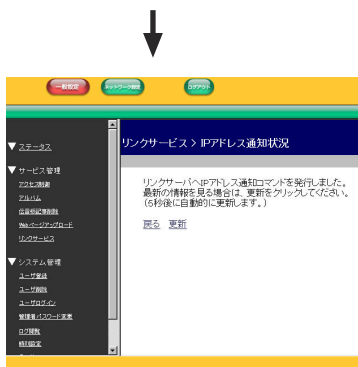 一般設定
ネットワーク設定
ログアウト
▼ステータス
リンクサービス > IPアドレス通知状況
▼サービス管理
アクセス制御
アルバム
伝言板記事削除
Webページアップロード
リンクサービス
リンクサーバへIPアドレス通知コマンドを発行しました。
最新の情報を見る場合は、更新をクリックしてください。
(5秒後に自動的に更新します。)
戻る 更新
▼システム管理
ユーザ登録
ユーザ削除
ユーザログイン
管理者パスワード変更
ログ閲覧
時刻設定